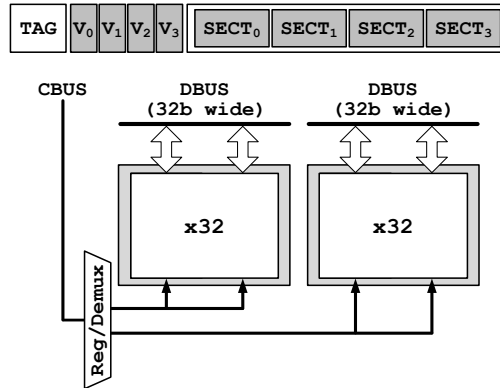 TAG V₀ V₁ V₂ V₃ SECT₀ SECT₁ SECT₂ SECT₃
CBUS DBUS DBUS
(32b wide) (32b wide)
x32 x32
Reg/Demux